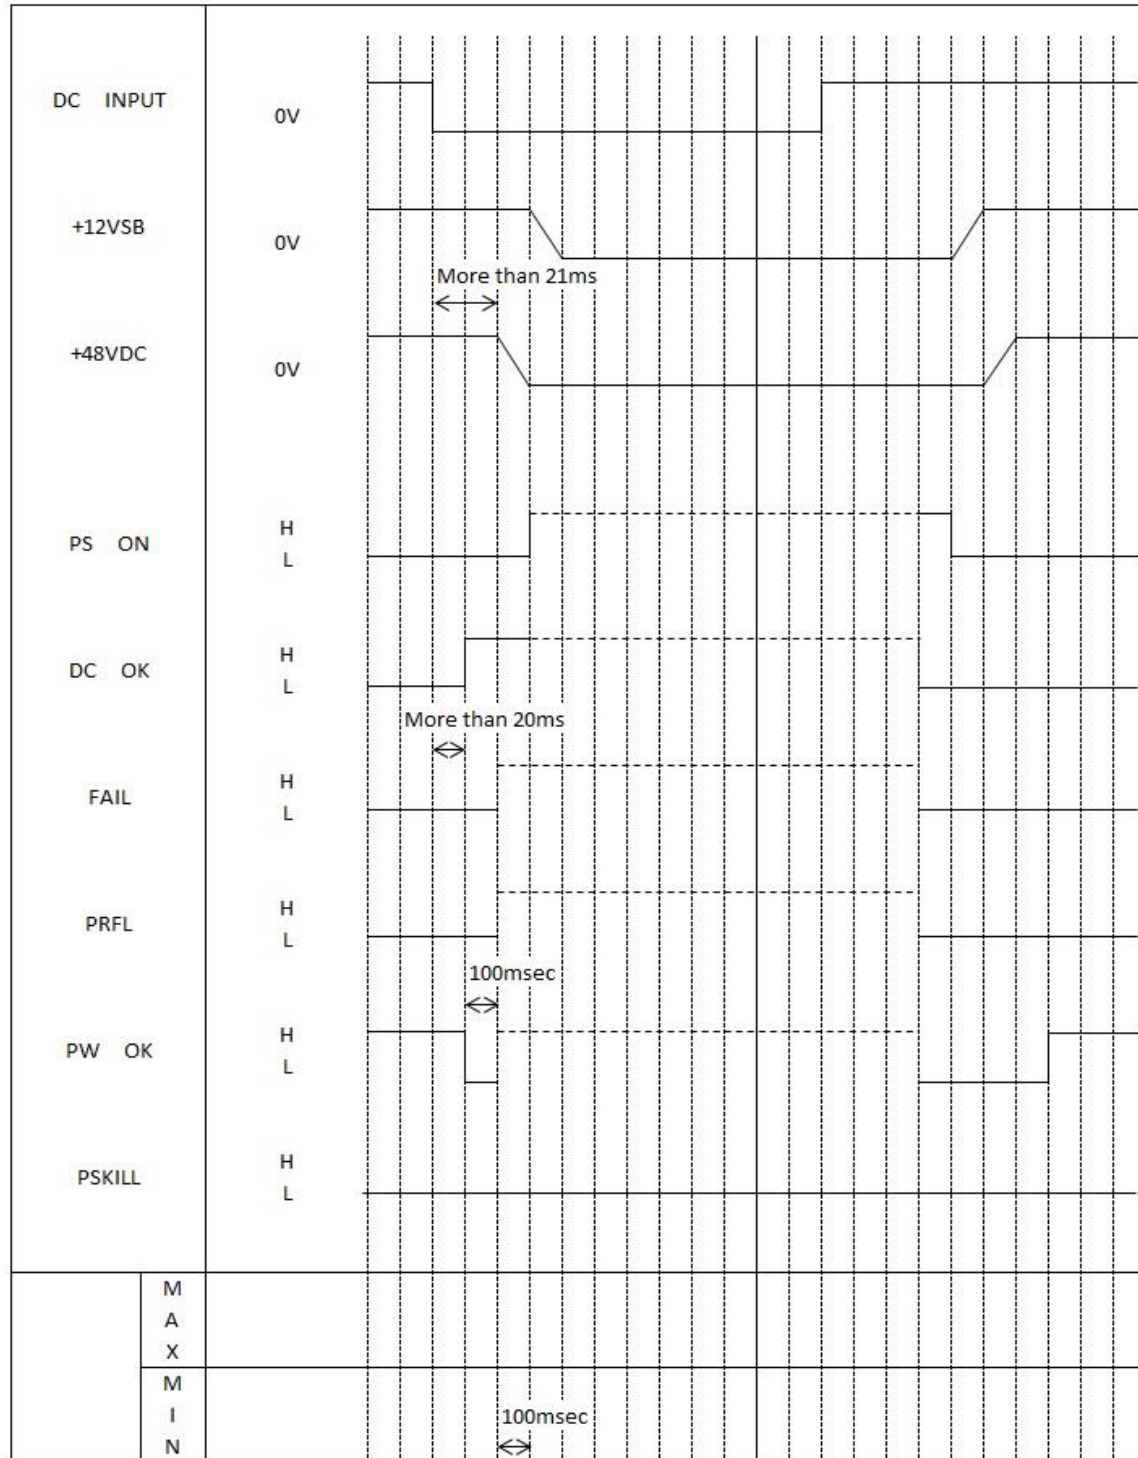 DC INPUT
0V
+12VSB
0V
More than 21ms
+48VDC
0V
PS ON
H
L
DC OK
H
L
More than 20ms
FAIL
H
L
PRFL
H
L
100msec
PW OK
H
L
PSKILL
H
L
M
A
X
M
I
N
100msec